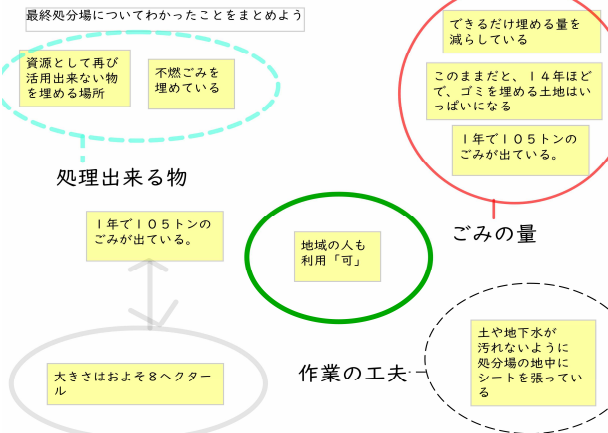 最終処分場についてわかったことをまとめよう
資源として再び
活用出来ない物
を埋める場所
不燃ごみを
埋めている
処理出来る物
できるだけ埋める量を
減らしている
このままだと、１４年ほど
で、ゴミを埋める土地はい
っぱいになる
１年で１０５トンの
ごみが出ている。
ごみの量
１年で１０５トンの
ごみが出ている。
地域の人も
利用「可」
大きさはおよそ８ヘクター
ル
作業の工夫
土や地下水が
汚れないように
処分場の地中に
シートを張ってい
る